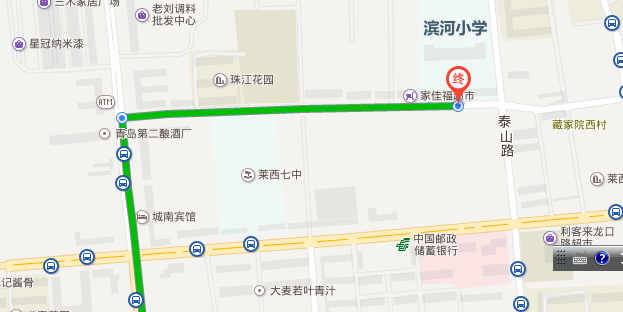 三木家居广场
老刘调料
批发中心
星冠纳米漆
滨河小学
珠江花园
终
家佳福超市
ATM
青岛第二酿酒厂
泰山路
藏家院西村
莱西七中
莱西
城南宾馆
中国邮政
储蓄银行
利客来龙口
路超市
记酱骨
大麦若叶青汁